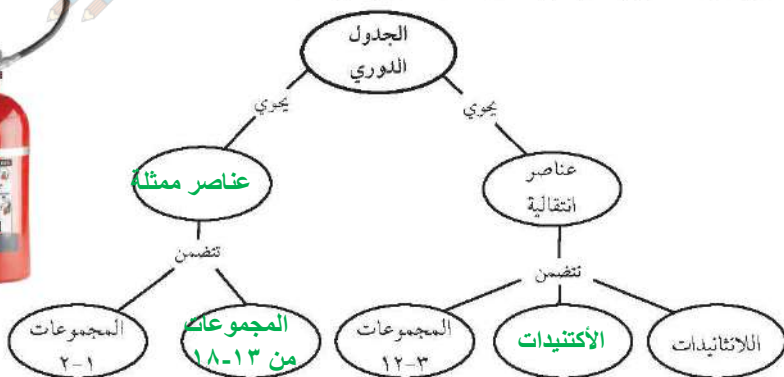 الجدول
الدوري
يحوي
يحوي
عناصر
انتقالية
عناصر ممثلة
تتضمن
تتضمن
اللانثانيدات
الأكتنيدات
المجموعات
٣-١٢
المجموعات
من ١٣-١٨
المجموعات
١-٢